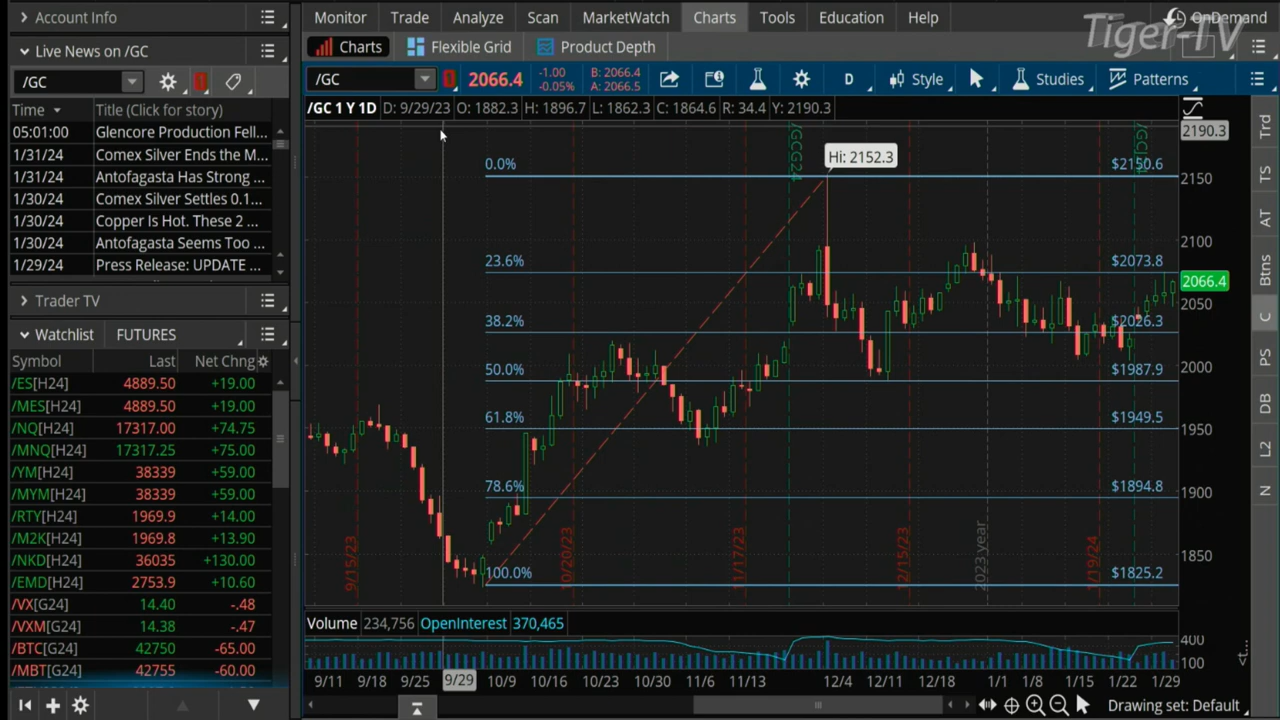 Account Info
Monitor Trade Analyze Scan MarketWatch Charts Tools Education Help
OnDemand
Tiger-TV
Live News on /GC
Charts Flexible Grid Product Depth
/GC
/GC 2066.4 -1.00 -0.05% B: 2066.4 A: 2066.5 D Style Studies Patterns
Time Title (Click for story)
/GC 1 Y 1D D: 9/29/23 O: 1882.3 H: 1896.7 L: 1862.3 C: 1864.6 R: 34.4 Y: 2190.3
05:01:00 Glencore Production Fell...
1/31/24 Comex Silver Ends the M...
1/31/24 Antofagasta Has Strong ...
1/30/24 Comex Silver Settles 0.1...
1/30/24 Copper Is Hot. These 2 ...
1/30/24 Antofagasta Seems Too ...
1/29/24 Press Release: UPDATE ...
Trader TV
Watchlist FUTURES
Symbol Last Net Chng
/ES[H24] 4889.50 +19.00
/MES[H24] 4889.50 +19.00
/NQ[H24] 17317.00 +74.75
/MNQ[H24] 17317.25 +75.00
/YM[H24] 38339 +59.00
/MYM[H24] 38339 +59.00
/RTY[H24] 1969.9 +14.00
/M2K[H24] 1969.8 +13.90
/NKD[H24] 36035 +130.00
/EMD[H24] 2753.9 +10.60
/VX[G24] 14.40 -.48
/VXM[G24] 14.38 -.47
/BTC[G24] 42750 -65.00
/MBT[G24] 42755 -60.00
/GCG24
Hi: 2152.3
0.0% $2150.6
23.6% $2073.8
38.2% $2026.3
50.0% $1987.9
61.8% $1949.5
78.6% $1894.8
100.0% $1825.2
2190.3
2150
2100
2066.4
2050
2000
1950
1900
1850
9/15/23
10/20/23
11/17/23
12/15/23
2023 year
1/19/24
Volume 234,756 OpenInterest 370,465
400
100
9/11 9/18 9/25 9/29 10/9 10/16 10/23 10/30 11/6 11/13 12/4 12/11 12/18 1/1 1/8 1/15 1/22 1/29
Drawing set: Default
Trd
TS
AT
Btns
C
PS
DB
L2
N